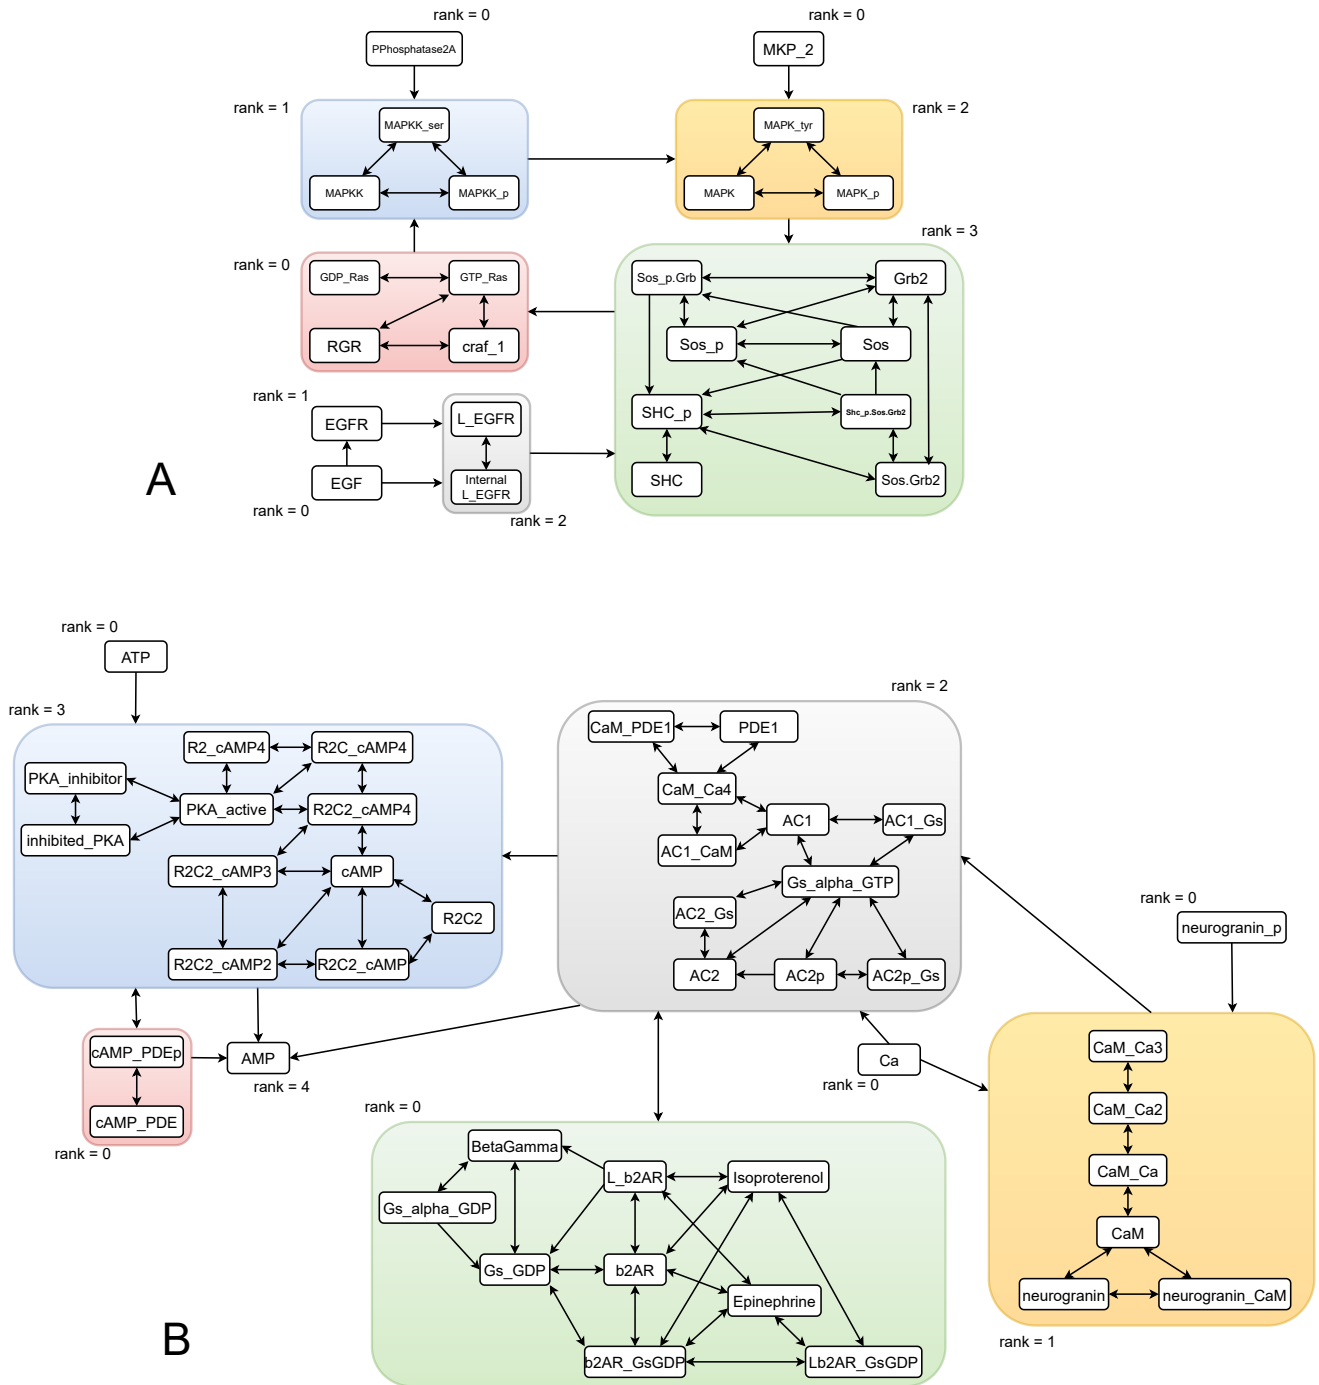 rank = 0
rank = 0
PPhosphatase2A
MKP_2
rank = 1
rank = 2
MAPKK_ser
MAPK_tyr
MAPKK
MAPKK_p
MAPK
MAPK_p
rank = 3
rank = 0
GDP_Ras
GTP_Ras
Sos_p.Grb
Grb2
RGR
craf_1
Sos_p
Sos
rank = 1
EGFR
L_EGFR
SHC_p
Shc_p.Sos.Grb2
A
EGF
Internal
L_EGFR
SHC
Sos.Grb2
rank = 0
rank = 2
rank = 0
ATP
rank = 2
rank = 3
CaM_PDE1
PDE1
R2_cAMP4
R2C_cAMP4
PKA_inhibitor
CaM_Ca4
PKA_active
R2C2_cAMP4
AC1
AC1_Gs
inhibited_PKA
AC1_CaM
R2C2_cAMP3
cAMP
Gs_alpha_GTP
rank = 0
R2C2
AC2_Gs
neurogranin_p
R2C2_cAMP2
R2C2_cAMP
AC2
AC2p
AC2p_Gs
cAMP_PDEp
AMP
Ca
CaM_Ca3
rank = 4
rank = 0
cAMP_PDE
rank = 0
CaM_Ca2
rank = 0
BetaGamma
L_b2AR
Isoproterenol
CaM_Ca
Gs_alpha_GDP
CaM
Gs_GDP
b2AR
Epinephrine
neurogranin
neurogranin_CaM
B
rank = 1
b2AR_GsGDP
Lb2AR_GsGDP